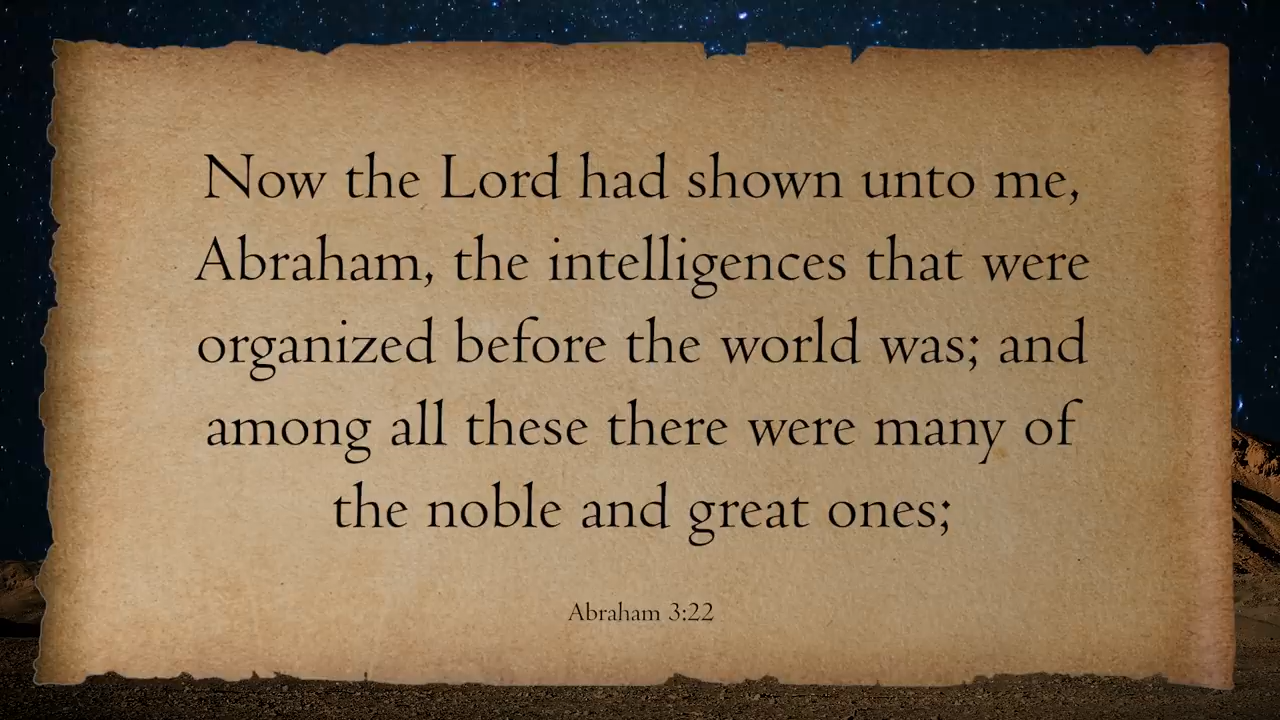 Now the Lord had shown unto me,
Abraham, the intelligences that were
organized before the world was; and
among all these there were many of
the noble and great ones;
Abraham 3:22